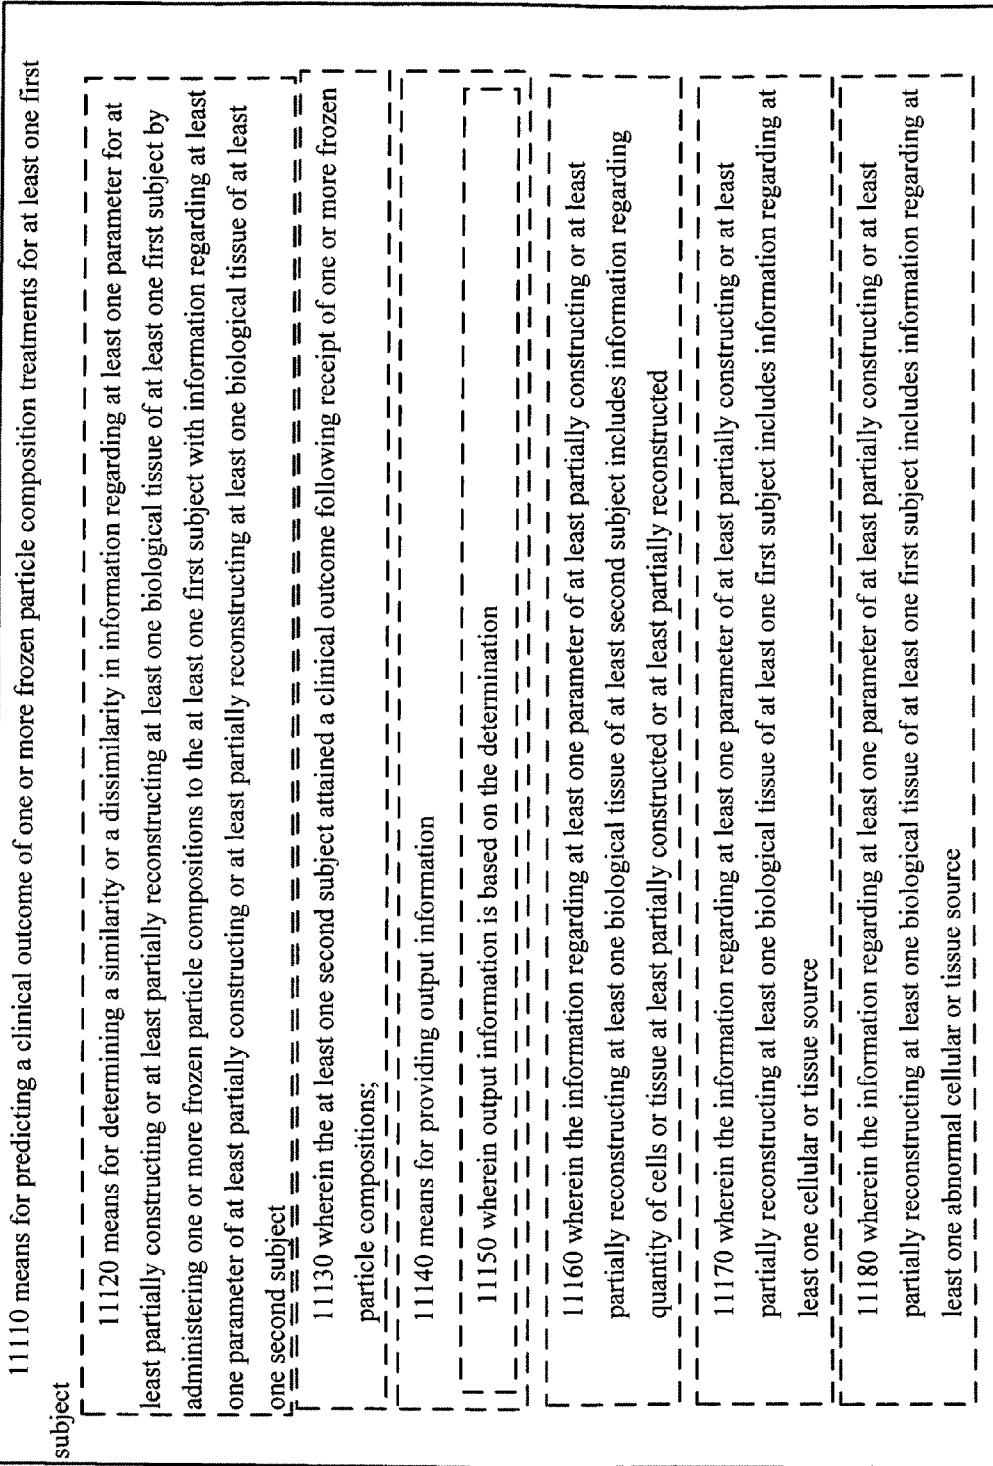 11110 means for predicting a clinical outcome of one or more frozen particle composition treatments for at least one first
subject
11120 means for determining a similarity or a dissimilarity in information regarding at least one parameter for at
least partially constructing or at least partially reconstructing at least one biological tissue of at least one first subject by
administering one or more frozen particle compositions to the at least one first subject with information regarding at least
one parameter of at least partially constructing or at least partially reconstructing at least one biological tissue of at least
one second subject
11130 wherein the at least one second subject attained a clinical outcome following receipt of one or more frozen
particle compositions;
11140 means for providing output information
11150 wherein output information is based on the determination
11160 wherein the information regarding at least one parameter of at least partially constructing or at least
partially reconstructing at least one biological tissue of at least second subject includes information regarding
quantity of cells or tissue at least partially constructed or at least partially reconstructed
11170 wherein the information regarding at least one parameter of at least partially constructing or at least
partially reconstructing at least one biological tissue of at least one first subject includes information regarding at
least one cellular or tissue source
11180 wherein the information regarding at least one parameter of at least partially constructing or at least
partially reconstructing at least one biological tissue of at least one first subject includes information regarding at
least one abnormal cellular or tissue source